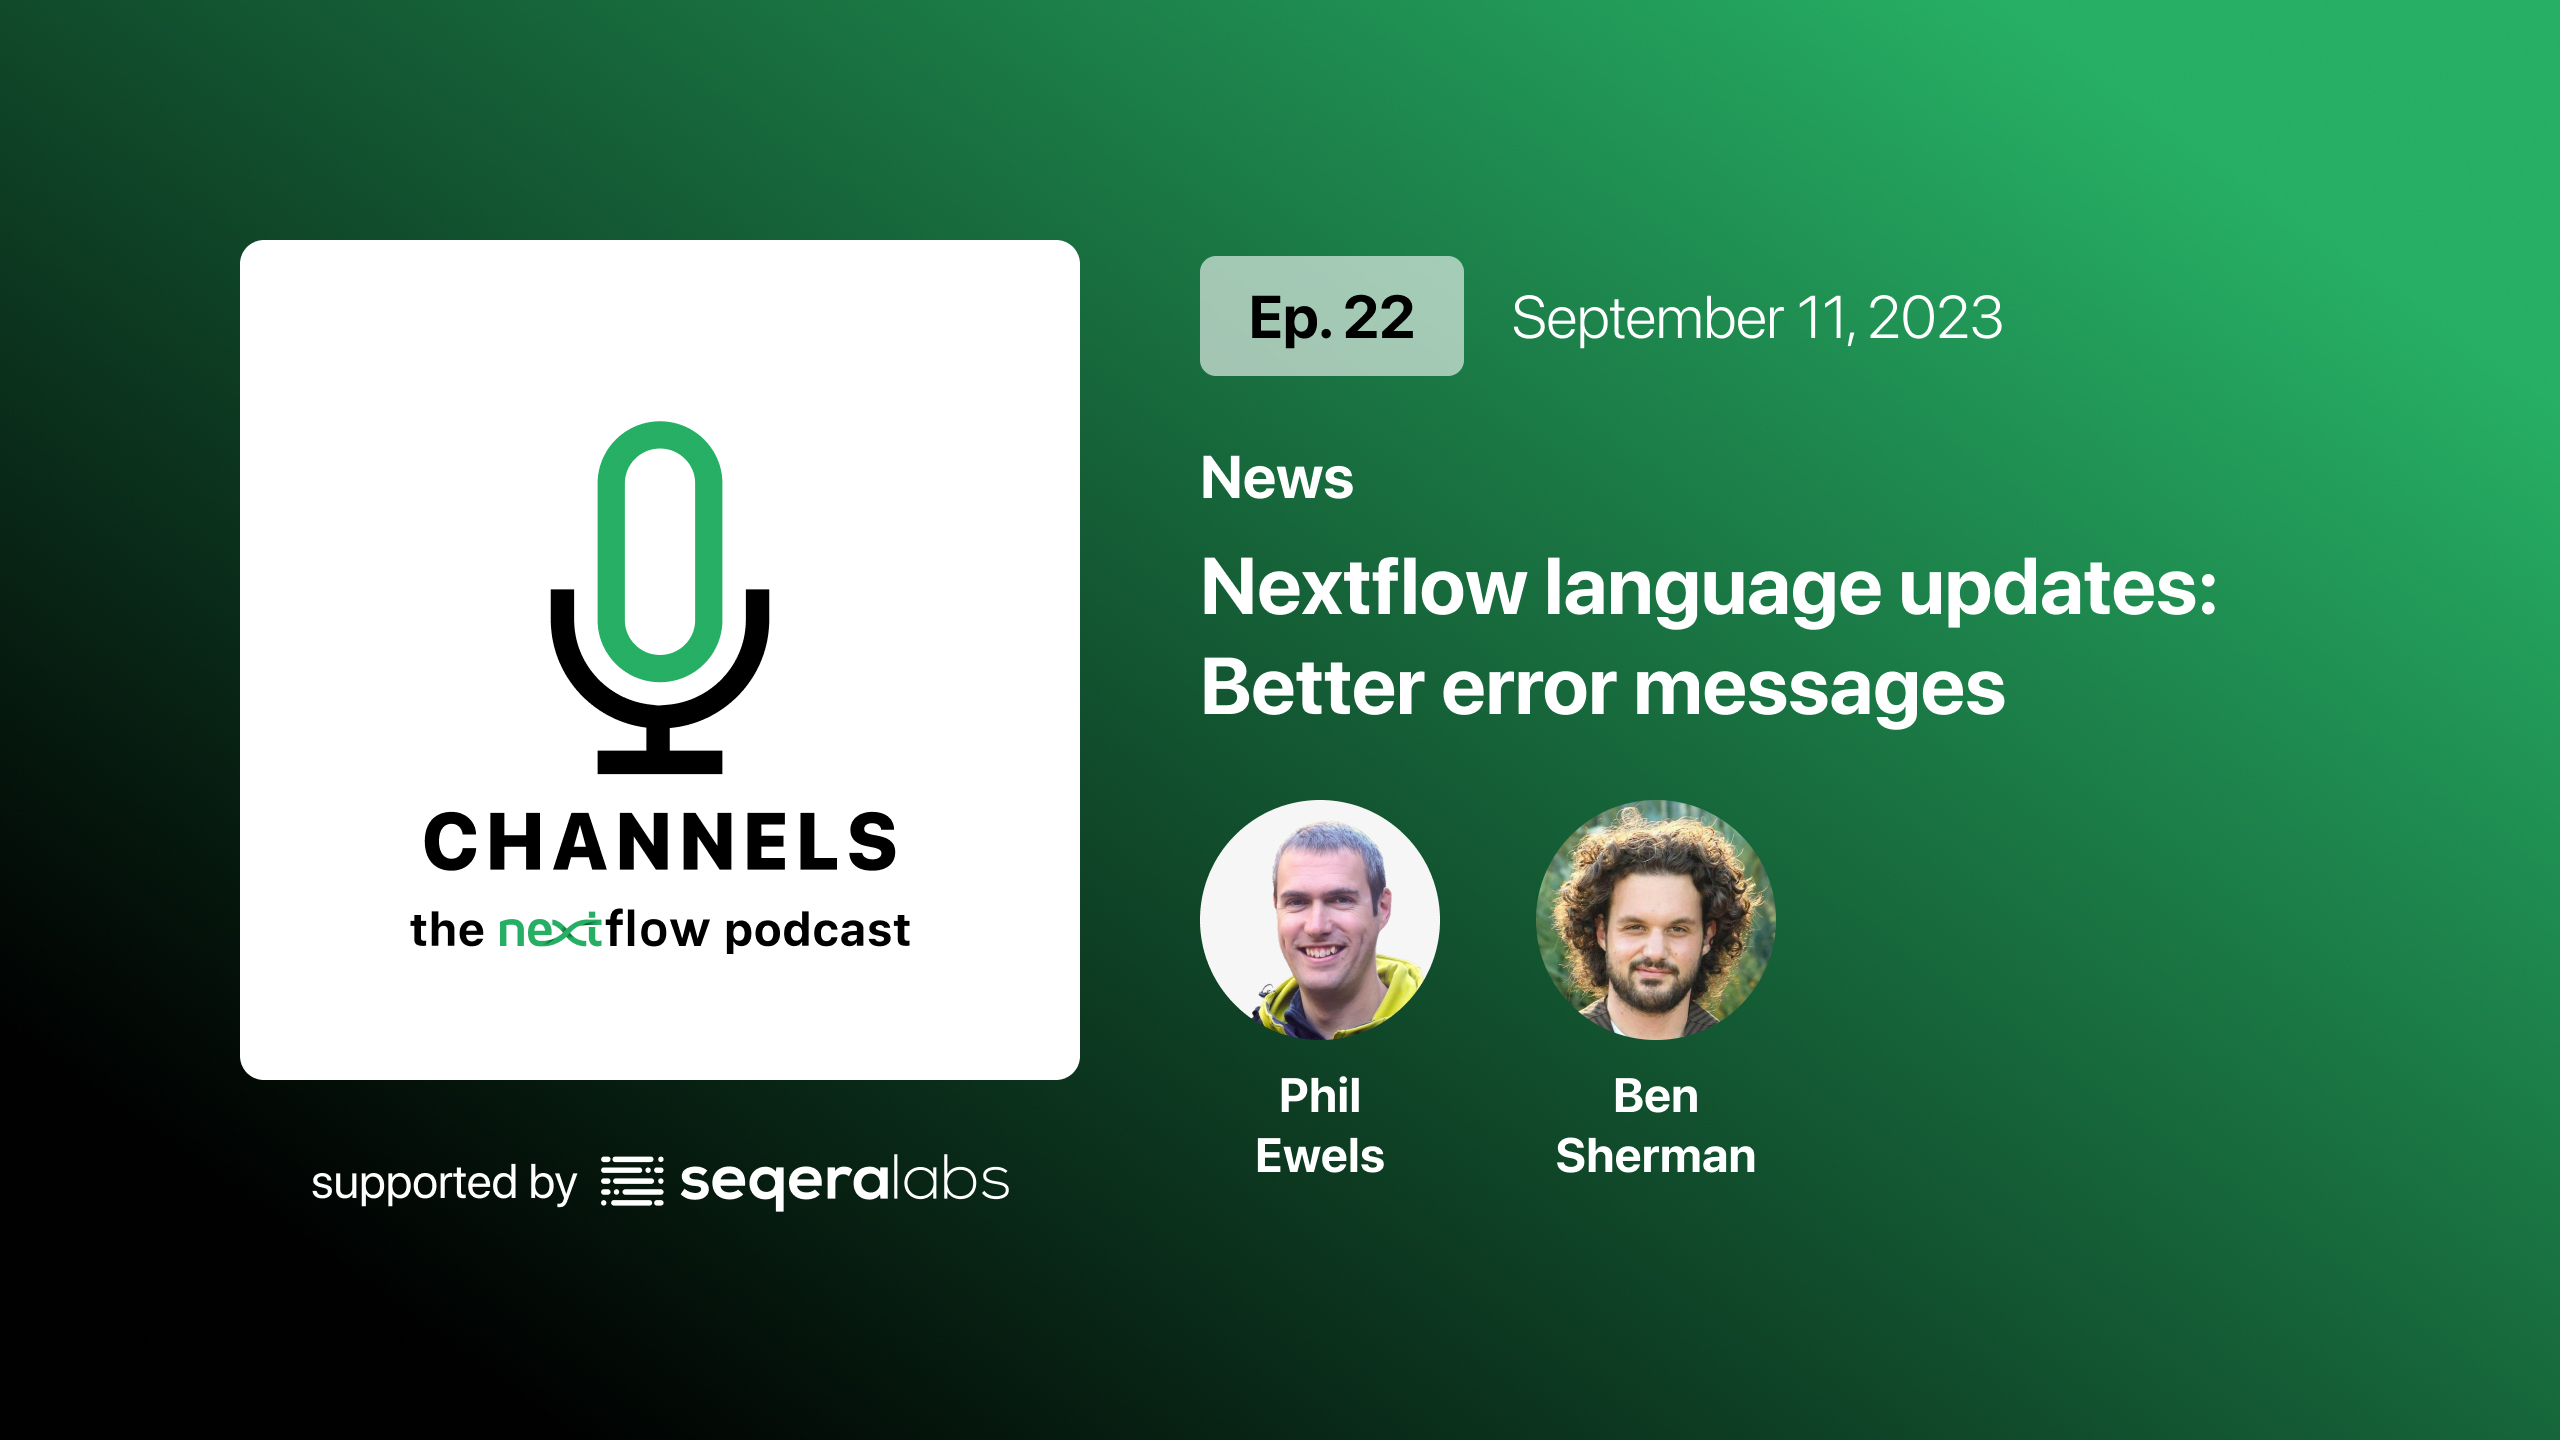 CHANNELS
the nextflow podcast
supported by seqeralabs
Ep. 22
September 11, 2023
News
Nextflow language updates:
Better error messages
Phil
Ewels
Ben
Sherman